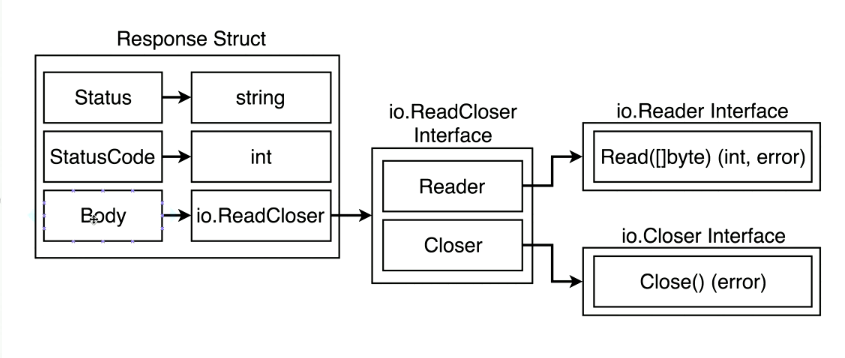 Response Struct
Status
string
StatusCode
int
Body
io.ReadCloser
io.ReadCloser
Interface
Reader
Closer
io.Reader Interface
Read([]byte) (int, error)
io.Closer Interface
Close() (error)